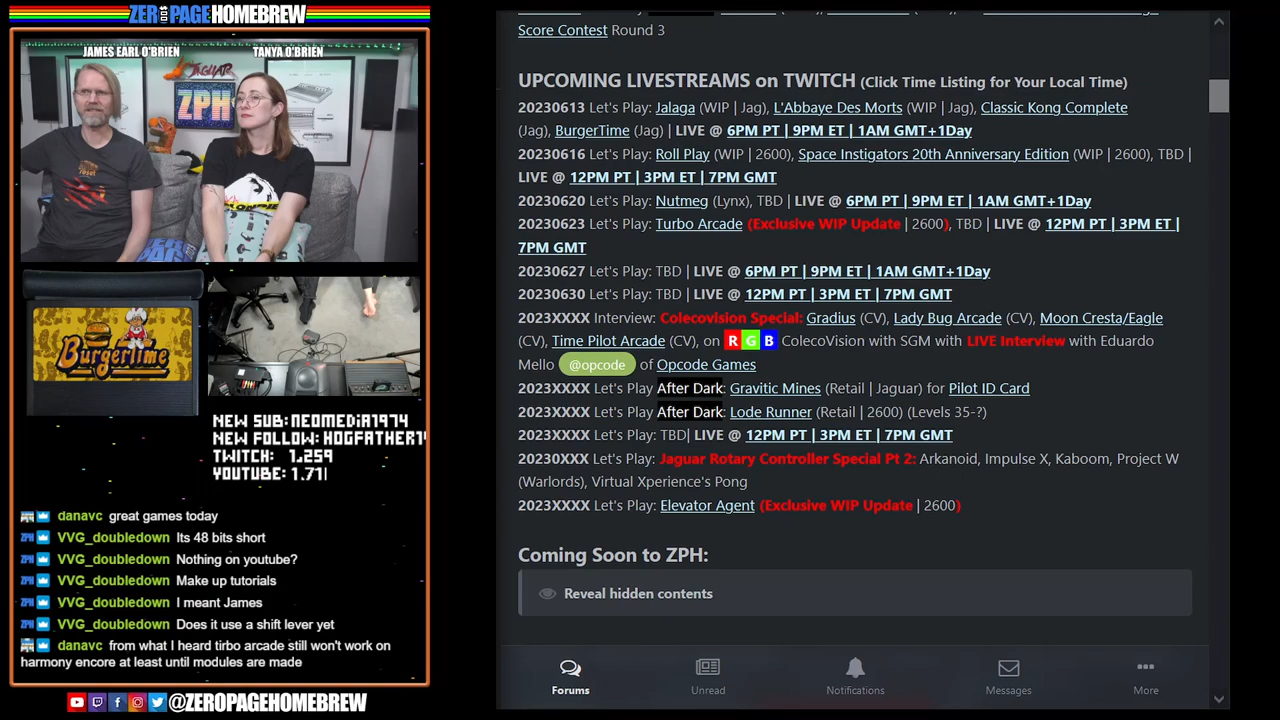 ZERO PAGE HOMEBREW
JAMES EARL O'BRIEN
TANYA O'BRIEN
JAGUAR
ZPH
BurgerTime
NEW SUB: NEOMEDIA1974
NEW FOLLOW: HOGFATHER14
TWITCH: 1,259
YOUTUBE: 1,71
danavc great games today
VVG_doubledown Its 48 bits short
VVG_doubledown Nothing on youtube?
VVG_doubledown Make up tutorials
VVG_doubledown I meant James
VVG_doubledown Does it use a shift lever yet
danavc from what I heard tirbo arcade still won't work on
harmony encore at least until modules are made
@ZEROPAGEHOMEBREW
Score Contest Round 3
UPCOMING LIVESTREAMS on TWITCH (Click Time Listing for Your Local Time)
20230613 Let's Play: Jalaga (WIP | Jag), L'Abbaye Des Morts (WIP | Jag), Classic Kong Complete
(Jag), BurgerTime (Jag) | LIVE @ 6PM PT | 9PM ET | 1AM GMT+1Day
20230616 Let's Play: Roll Play (WIP | 2600), Space Instigators 20th Anniversary Edition (WIP | 2600), TBD |
LIVE @ 12PM PT | 3PM ET | 7PM GMT
20230620 Let's Play: Nutmeg (Lynx), TBD | LIVE @ 6PM PT | 9PM ET | 1AM GMT+1Day
20230623 Let's Play: Turbo Arcade (Exclusive WIP Update | 2600), TBD | LIVE @ 12PM PT | 3PM ET |
7PM GMT
20230627 Let's Play: TBD | LIVE @ 6PM PT | 9PM ET | 1AM GMT+1Day
20230630 Let's Play: TBD | LIVE @ 12PM PT | 3PM ET | 7PM GMT
2023XXXX Interview: Colecovision Special: Gradius (CV), Lady Bug Arcade (CV), Moon Cresta/Eagle
(CV), Time Pilot Arcade (CV), on R G B ColecoVision with SGM with LIVE Interview with Eduardo
Mello @opcode of Opcode Games
2023XXXX Let's Play After Dark: Gravitic Mines (Retail | Jaguar) for Pilot ID Card
2023XXXX Let's Play After Dark: Lode Runner (Retail | 2600) (Levels 35-?)
2023XXXX Let's Play: TBD| LIVE @ 12PM PT | 3PM ET | 7PM GMT
20230XXX Let's Play: Jaguar Rotary Controller Special Pt 2: Arkanoid, Impulse X, Kaboom, Project W
(Warlords), Virtual Xperience's Pong
2023XXXX Let's Play: Elevator Agent (Exclusive WIP Update | 2600)
Coming Soon to ZPH:
Reveal hidden contents
Forums
Unread
Notifications
Messages
More